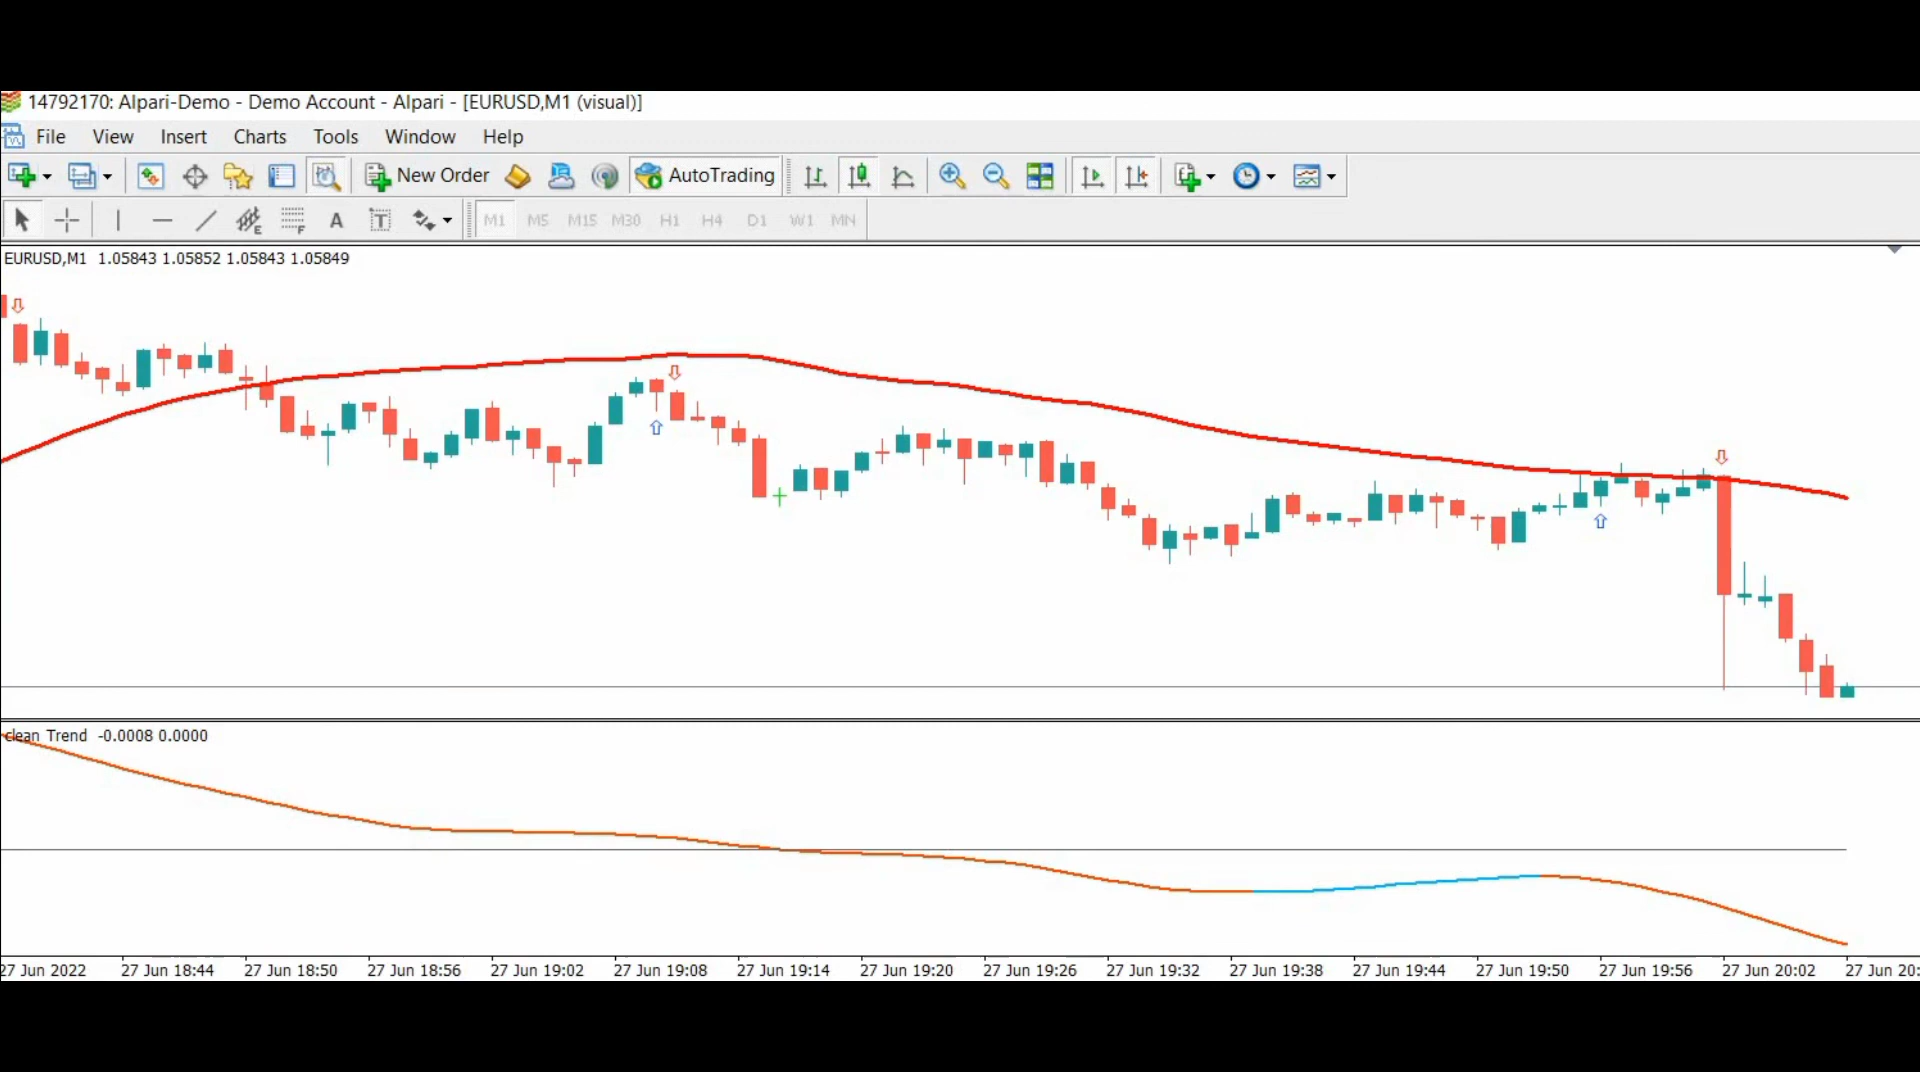 14792170: Alpari-Demo - Demo Account - Alpari - [EURUSD,M1 (visual)]
File View Insert Charts Tools Window Help
New Order AutoTrading
E F A T M1 M5 M15 M30 H1 H4 D1 W1 MN
EURUSD,M1 1.05843 1.05852 1.05843 1.05849
clean Trend -0.0008 0.0000
27 Jun 2022 27 Jun 18:44 27 Jun 18:50 27 Jun 18:56 27 Jun 19:02 27 Jun 19:08 27 Jun 19:14 27 Jun 19:20 27 Jun 19:26 27 Jun 19:32 27 Jun 19:38 27 Jun 19:44 27 Jun 19:50 27 Jun 19:56 27 Jun 20:02 27 Jun 20: